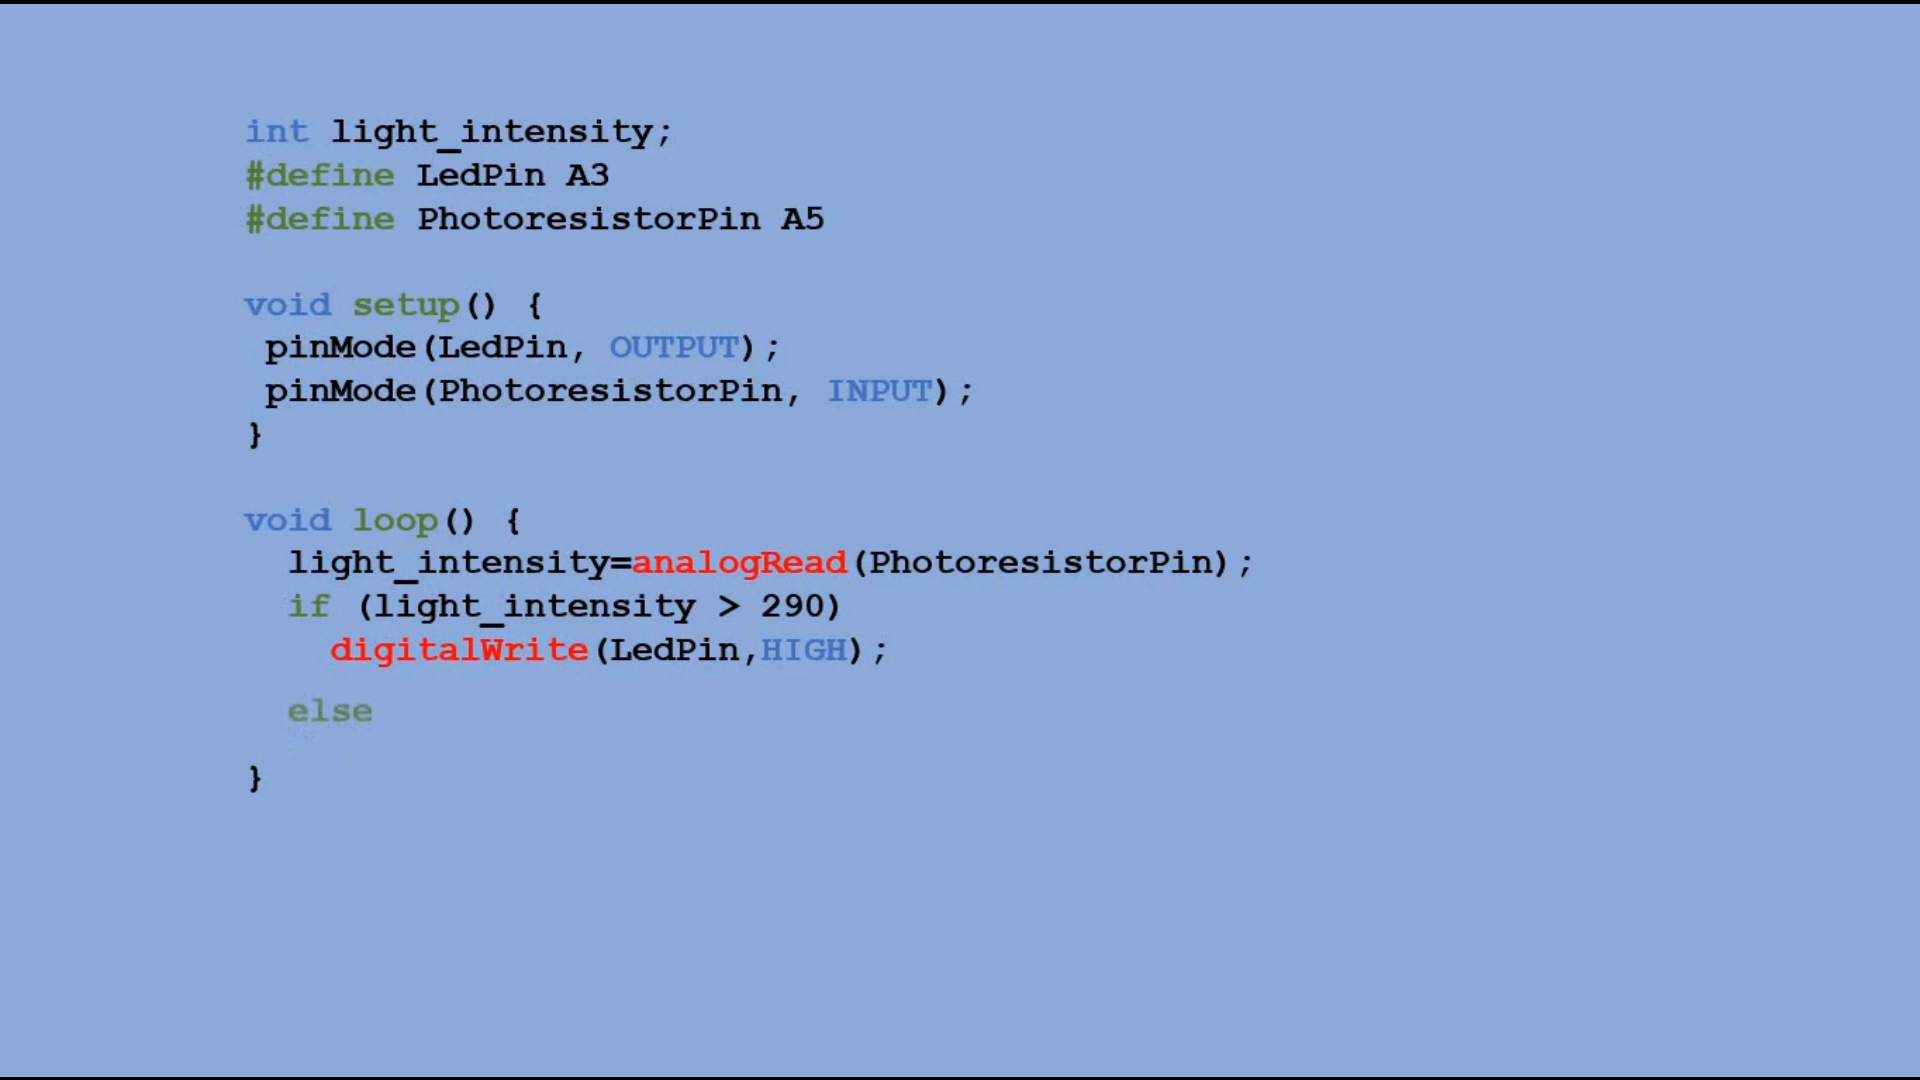 int light_intensity;
#define LedPin A3
#define PhotoresistorPin A5
void setup() {
pinMode(LedPin, OUTPUT);
pinMode(PhotoresistorPin, INPUT);
}
void loop() {
light_intensity=analogRead(PhotoresistorPin);
if (light_intensity > 290)
digitalWrite(LedPin,HIGH);
else
}